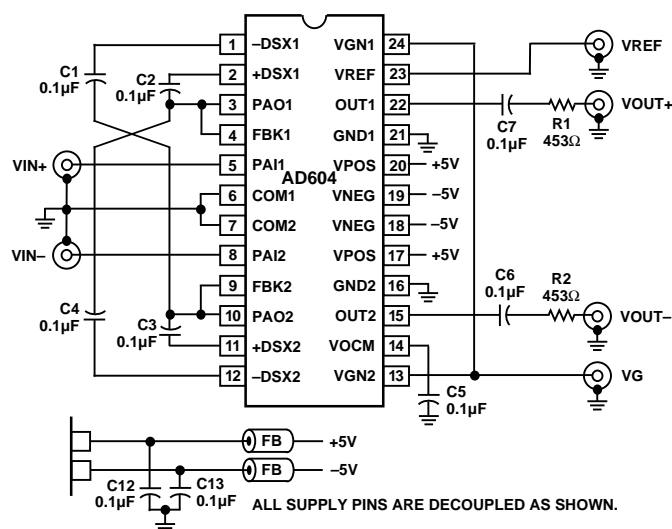 C1
0.1µF
C2
0.1µF
1 –DSX1 VGN1 24
2 +DSX1 VREF 23
3 PAO1 OUT1 22
4 FBK1 GND1 21
5 PAI1 VPOS 20
AD604
6 COM1 VNEG 19
7 COM2 VNEG 18
8 PAI2 VPOS 17
9 FBK2 GND2 16
10 PAO2 OUT2 15
11 +DSX2 VOCM 14
12 –DSX2 VGN2 13
VREF
VOUT+
C7
0.1µF
R1
453Ω
VIN+
+5V
–5V
–5V
+5V
VIN–
C6
0.1µF
R2
453Ω
VOUT–
C4
0.1µF
C3
0.1µF
C5
0.1µF
VG
FB +5V
FB –5V
C12
0.1µF
C13
0.1µF
ALL SUPPLY PINS ARE DECOUPLED AS SHOWN.